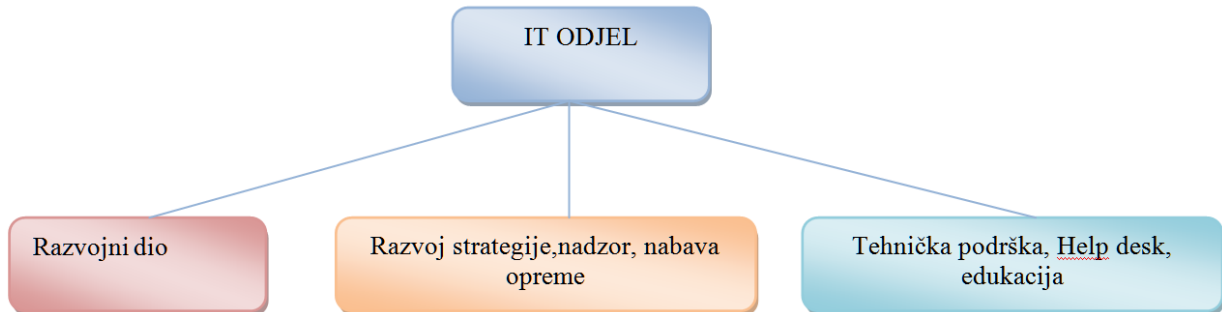 IT ODJEL
Razvojni dio
Razvoj strategije,nadzor, nabava
opreme
Tehnička podrška, Help desk,
edukacija